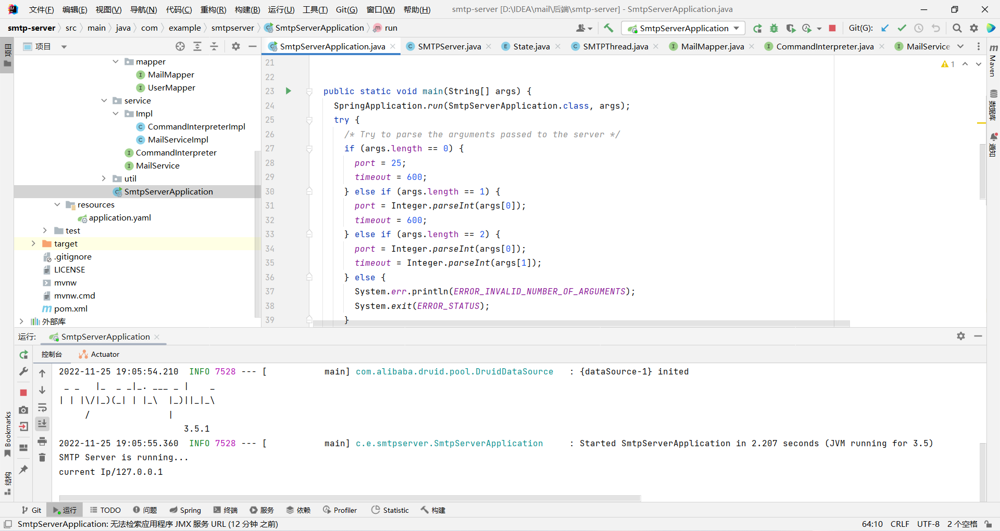 文件(F) 编辑(E) 视图(V) 导航(N) 代码(C) 重构(R) 构建(B) 运行(U) 工具(T) Git(G) 窗口(W) 帮助(H) smtp-server [D:\IDEA\mail\后端\smtp-server] - SmtpServerApplication.java
smtp-server src main java com example smtpserver SmtpServerApplication run SmtpServerApplication Git(G):
项目
项目
SmtpServerApplication.java SMTPServer.java State.java SMTPThread.java MailMapper.java CommandInterpreter.java MailService
mapper
MailMapper
UserMapper
service
Impl
CommandInterpreterImpl
MailServiceImpl
CommandInterpreter
MailService
util
SmtpServerApplication
resources
application.yaml
test
target
.gitignore
LICENSE
mvnw
mvnw.cmd
pom.xml
外部库
21
22
23 public static void main(String[] args) {
24 SpringApplication.run(SmtpServerApplication.class, args);
25 try {
26 /* Try to parse the arguments passed to the server */
27 if (args.length == 0) {
28 port = 25;
29 timeout = 600;
30 } else if (args.length == 1) {
31 port = Integer.parseInt(args[0]);
32 timeout = 600;
33 } else if (args.length == 2) {
34 port = Integer.parseInt(args[0]);
35 timeout = Integer.parseInt(args[1]);
36 } else {
37 System.err.println(ERROR_INVALID_NUMBER_OF_ARGUMENTS);
38 System.exit(ERROR_STATUS);
39 }
1
Maven
数据库
通知
运行: SmtpServerApplication
控制台 Actuator
2022-11-25 19:05:54.210  INFO 7528 --- [           main] com.alibaba.druid.pool.DruidDataSource   : {dataSource-1} inited
 _ _   |_  _ _|_. ___ _ |    _
| | |\/|_)(_| | |_\  |_)||_|_\
     /               |
                        3.5.1
2022-11-25 19:05:55.360  INFO 7528 --- [           main] c.e.smtpserver.SmtpServerApplication     : Started SmtpServerApplication in 2.207 seconds (JVM running for 3.5)
SMTP Server is running...
current Ip/127.0.0.1
Bookmarks
结构
Git 运行 TODO 问题 Spring 终端 服务 依赖 Profiler Statistic 构建
SmtpServerApplication: 无法检索应用程序 JMX 服务 URL (12 分钟 之前) 64:10 CRLF UTF-8 2 个空格